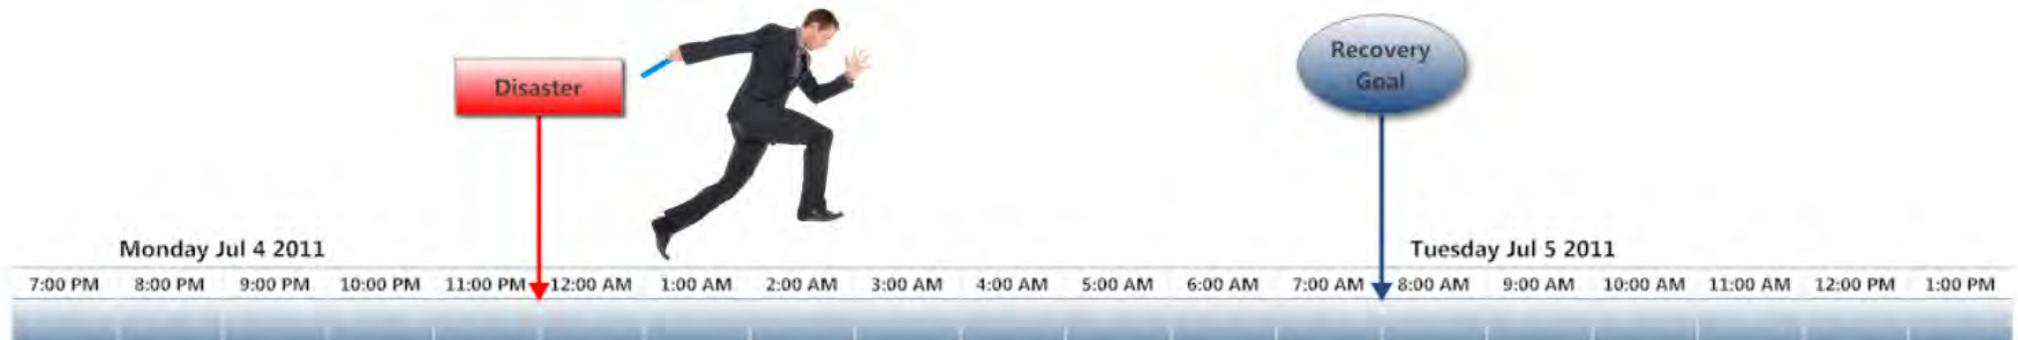 Disaster
Recovery
Goal
Monday Jul 4 2011
Tuesday Jul 5 2011
7:00 PM 8:00 PM 9:00 PM 10:00 PM 11:00 PM 12:00 AM 1:00 AM 2:00 AM 3:00 AM 4:00 AM 5:00 AM 6:00 AM 7:00 AM 8:00 AM 9:00 AM 10:00 AM 11:00 AM 12:00 PM 1:00 PM